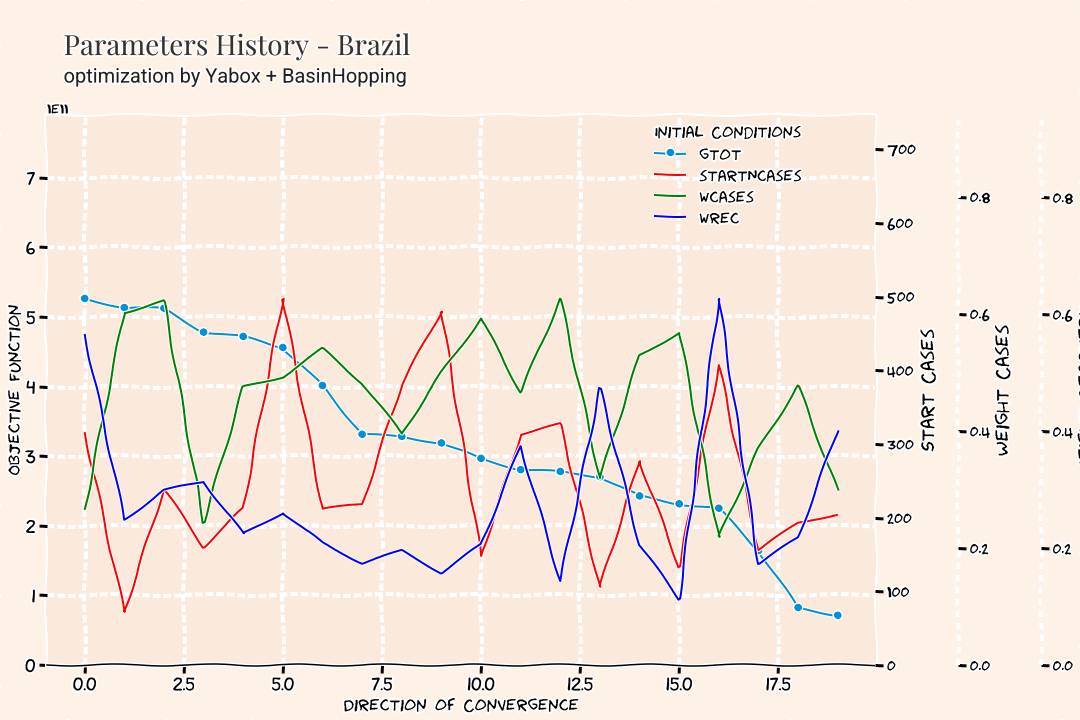 Parameters History - Brazil
optimization by Yabox + BasinHopping
1E11
INITIAL CONDITIONS
GTOT
STARTNCASES
WCASES
WREC
OBJECTIVE FUNCTION
7
6
5
4
3
2
1
0
0.0 2.5 5.0 7.5 10.0 12.5 15.0 17.5
DIRECTION OF CONVERGENCE
700
600
500
400
300
200
100
0
START CASES
0.8
0.6
0.4
0.2
0.0
WEIGHT CASES
0.8
0.6
0.4
0.2
0.0